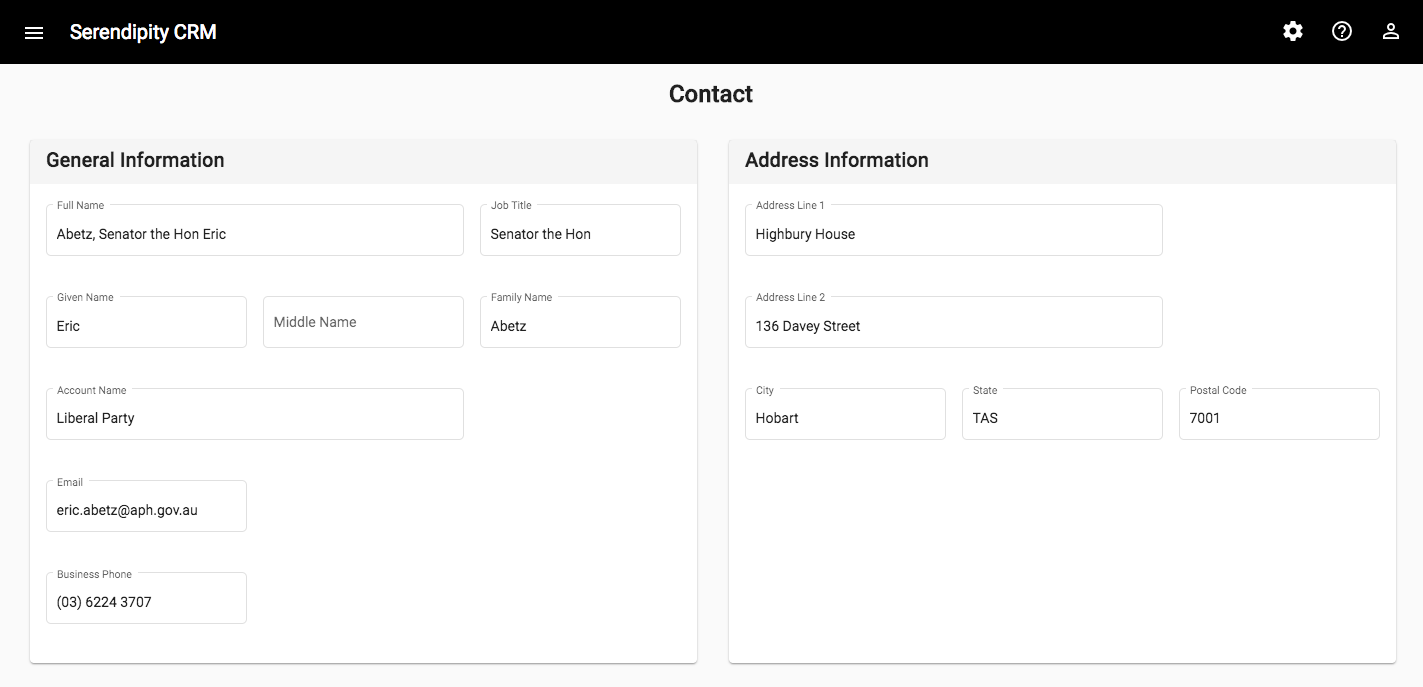 Serendipity CRM
Contact
General Information
Full Name
Abetz, Senator the Hon Eric
Job Title
Senator the Hon
Given Name
Eric
Middle Name
Family Name
Abetz
Account Name
Liberal Party
Email
eric.abetz@aph.gov.au
Business Phone
(03) 6224 3707
Address Information
Address Line 1
Highbury House
Address Line 2
136 Davey Street
City
Hobart
State
TAS
Postal Code
7001